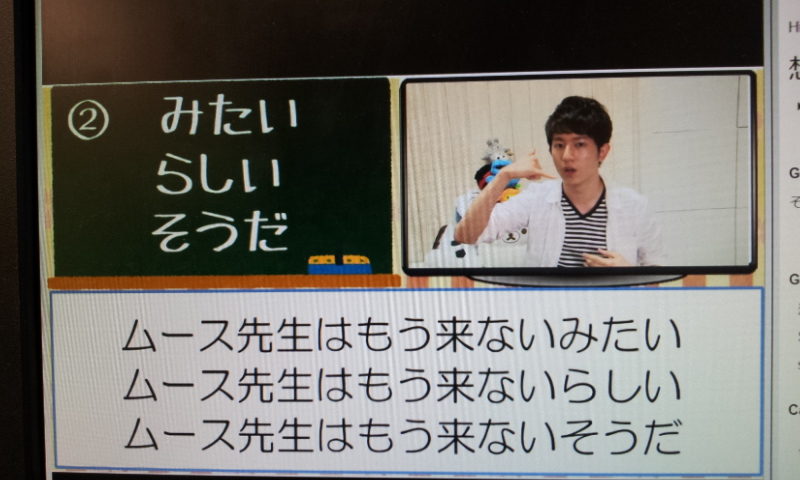 ② みたい
らしい
そうだ
ムース先生はもう来ないみたい
ムース先生はもう来ないらしい
ムース先生はもう来ないそうだ